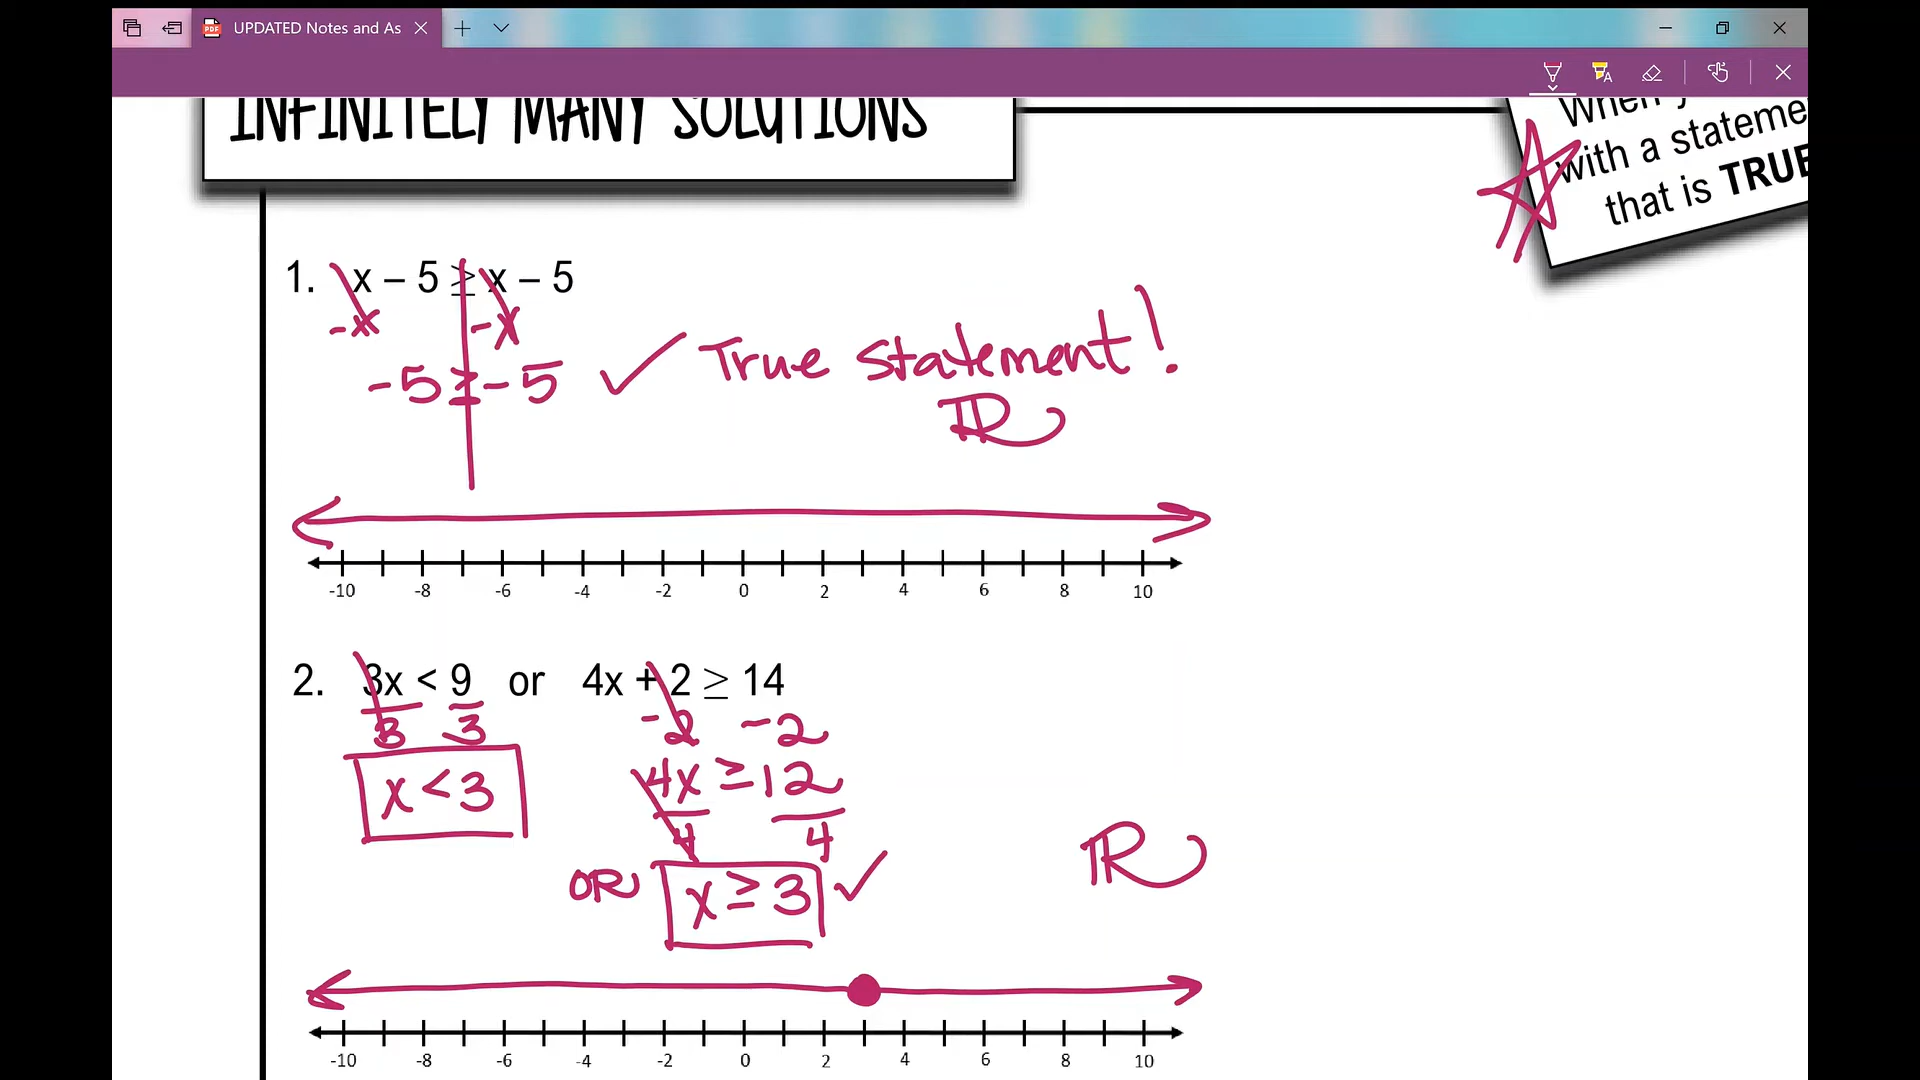 UPDATED Notes and As
INFINITELY MANY SOLUTIONS
When y
with a stateme
that is TRUE
1. x – 5 ≥ x – 5
-x -x
-5 ≥ -5 ✓ True Statement!
ℝ
-10 -8 -6 -4 -2 0 2 4 6 8 10
2. 3x < 9 or 4x + 2 ≥ 14
3 3 -2 -2
x < 3 4x ≥ 12
4 4
OR x ≥ 3 ✓
ℝ
-10 -8 -6 -4 -2 0 2 4 6 8 10